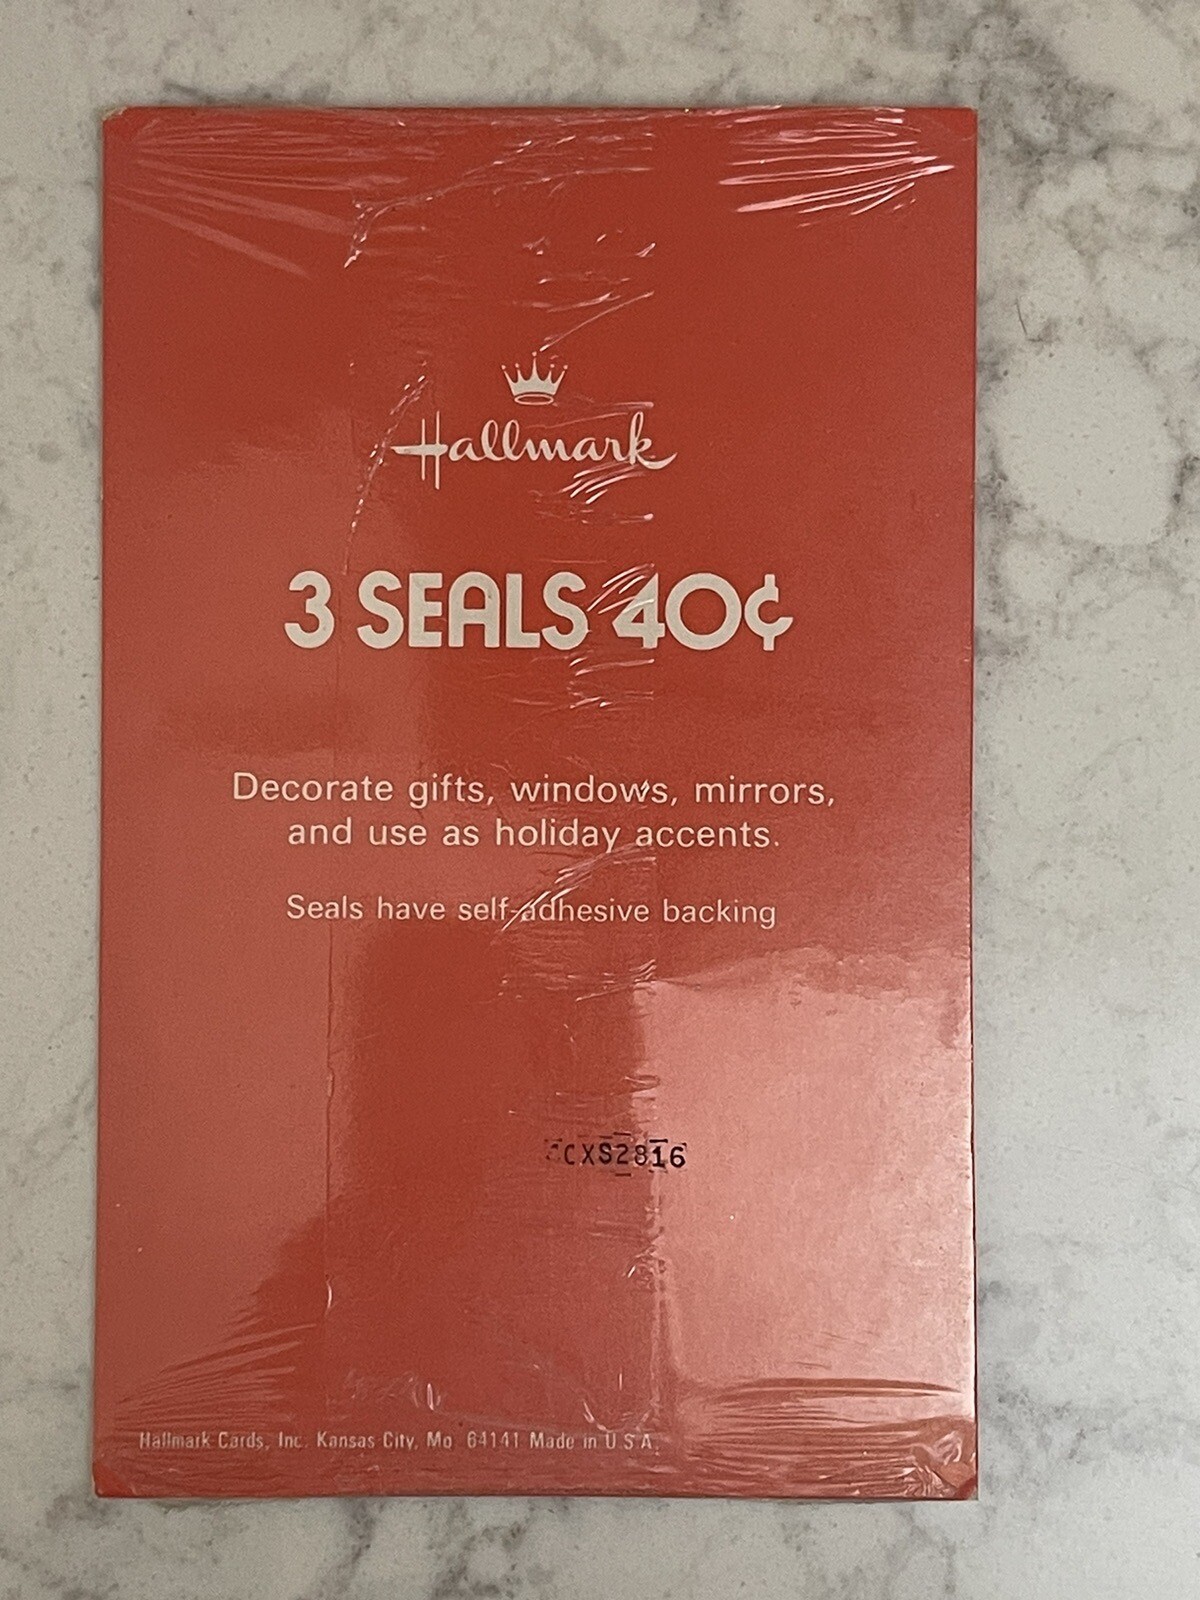 Hallmark
3 SEALS 40¢
Decorate gifts, windows, mirrors,
and use as holiday accents.
Seals have self-adhesive backing
CXS2816
Hallmark Cards, Inc. Kansas City, Mo 64141 Made in U.S.A.